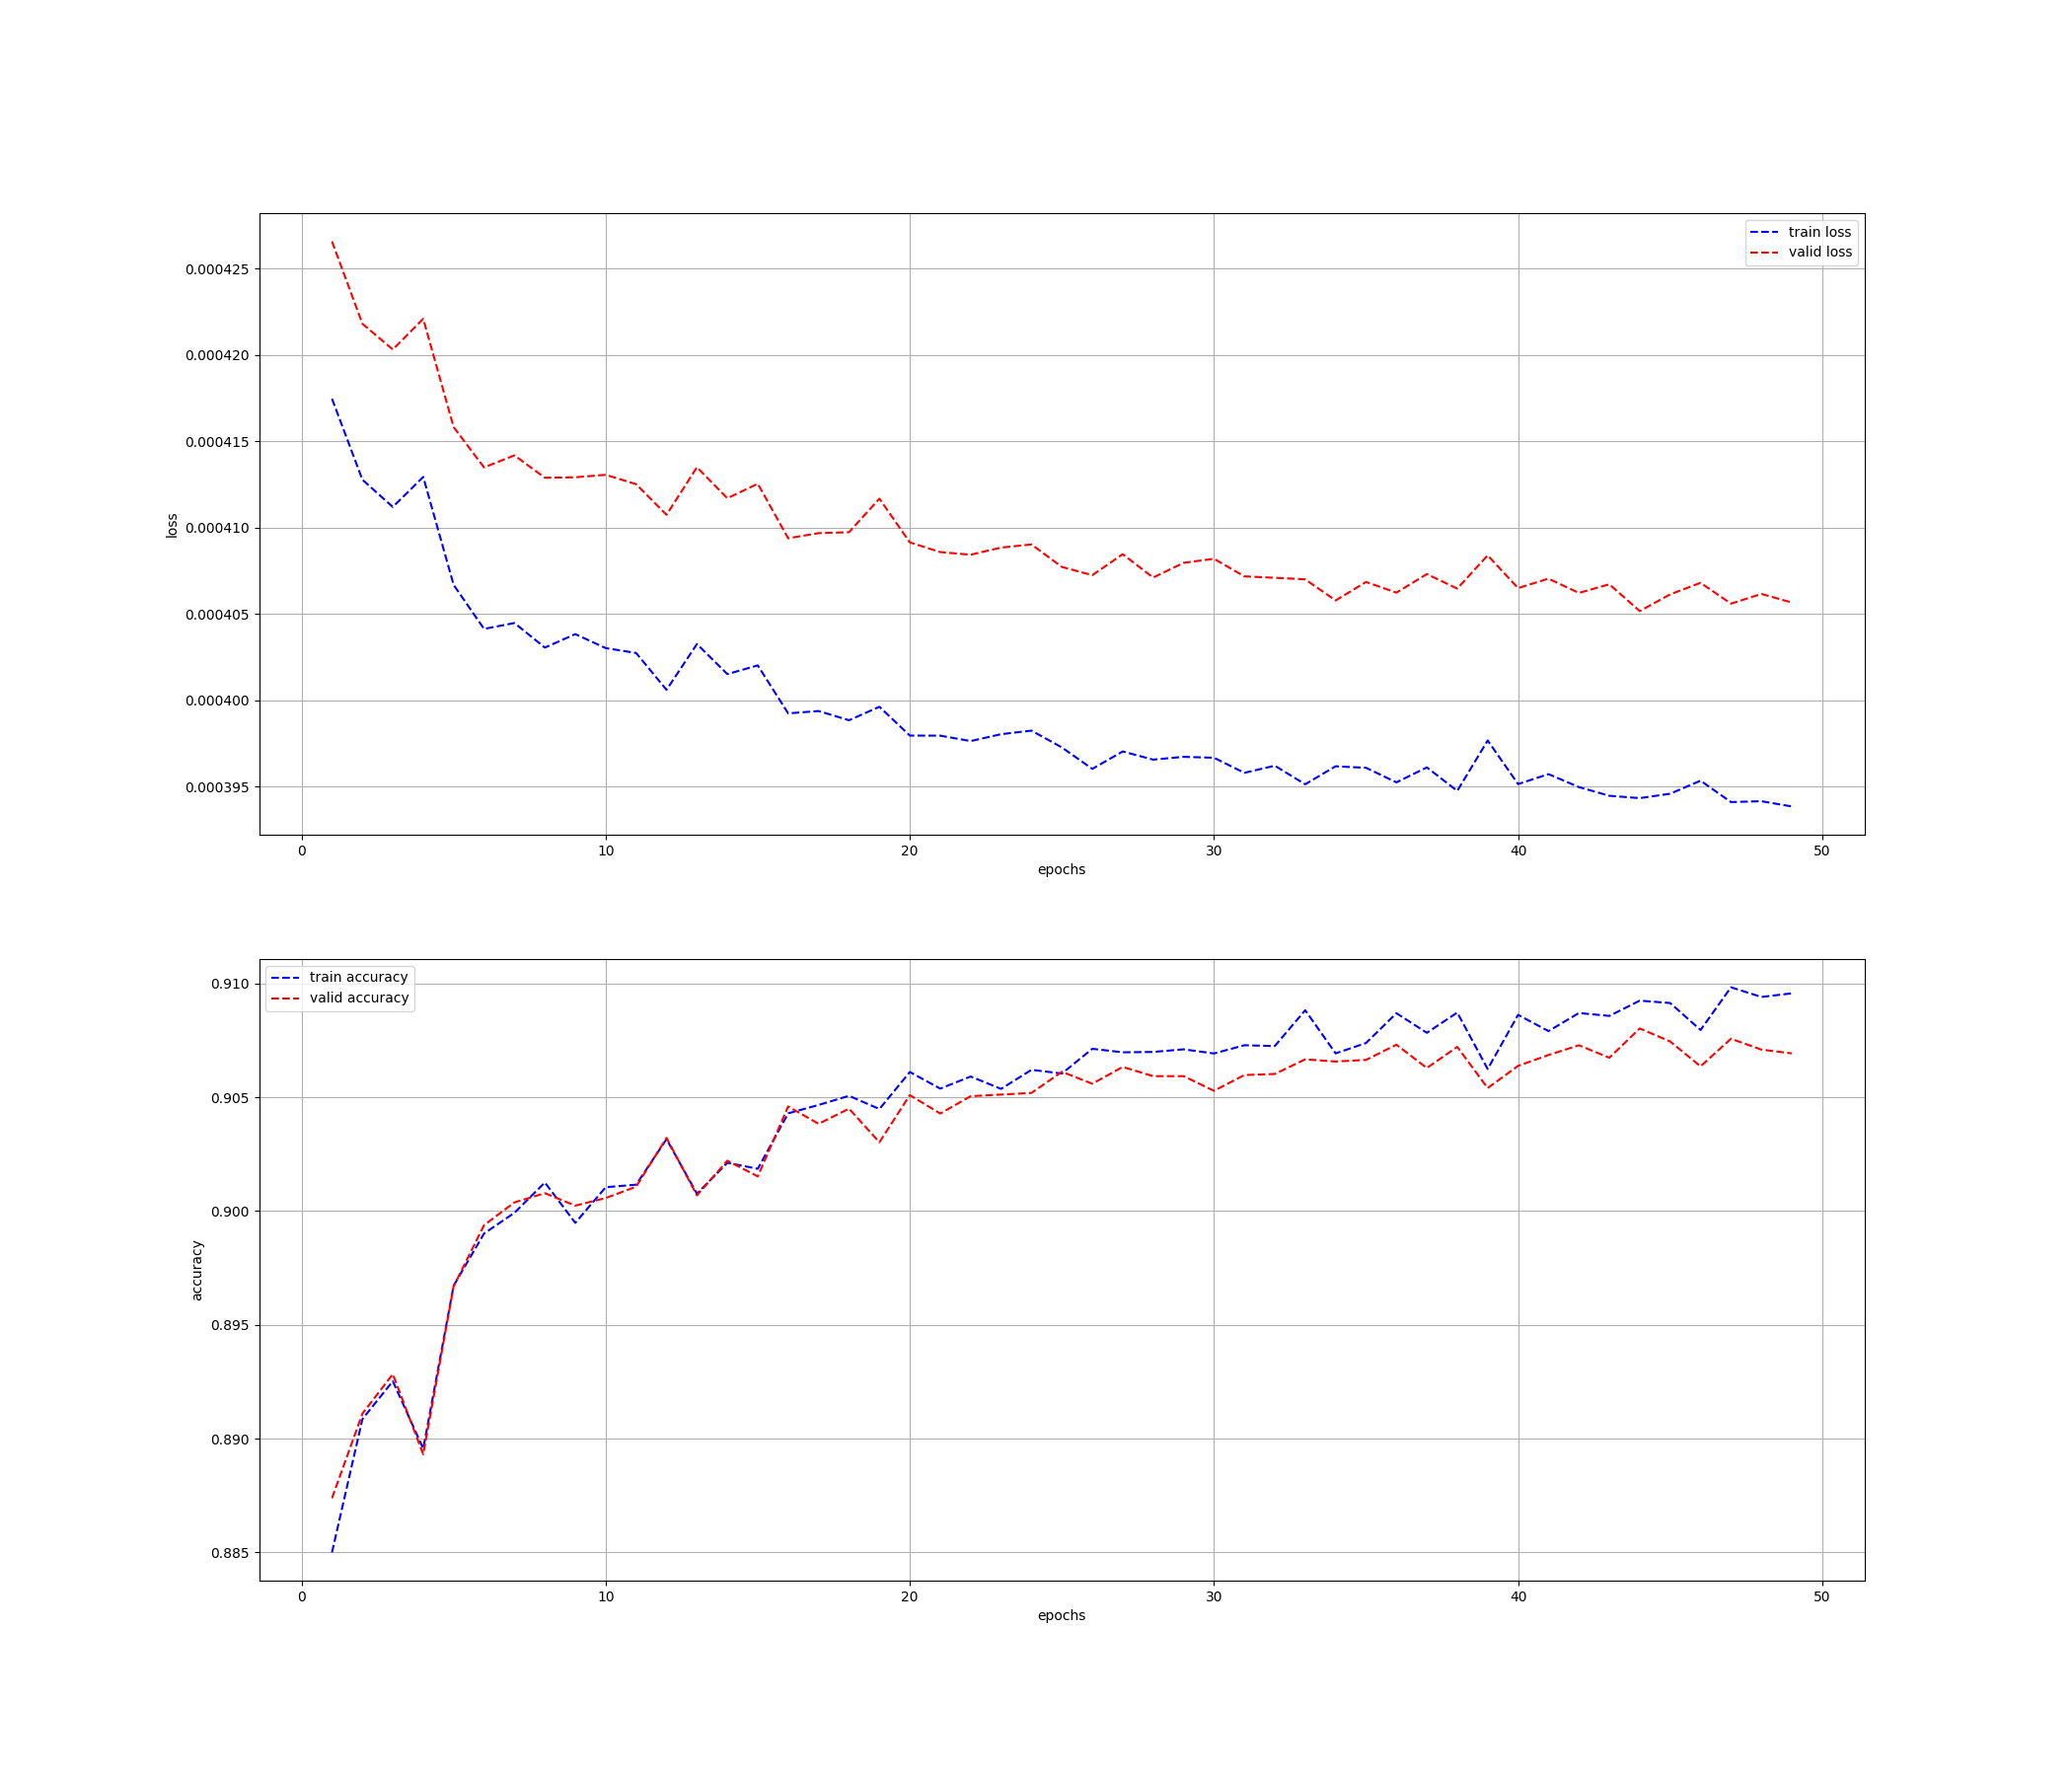 train loss
valid loss
0.000425
0.000420
0.000415
0.000410
0.000405
0.000400
0.000395
loss
0 10 20 30 40 50
epochs
train accuracy
valid accuracy
0.910
0.905
0.900
0.895
0.890
0.885
accuracy
0 10 20 30 40 50
epochs